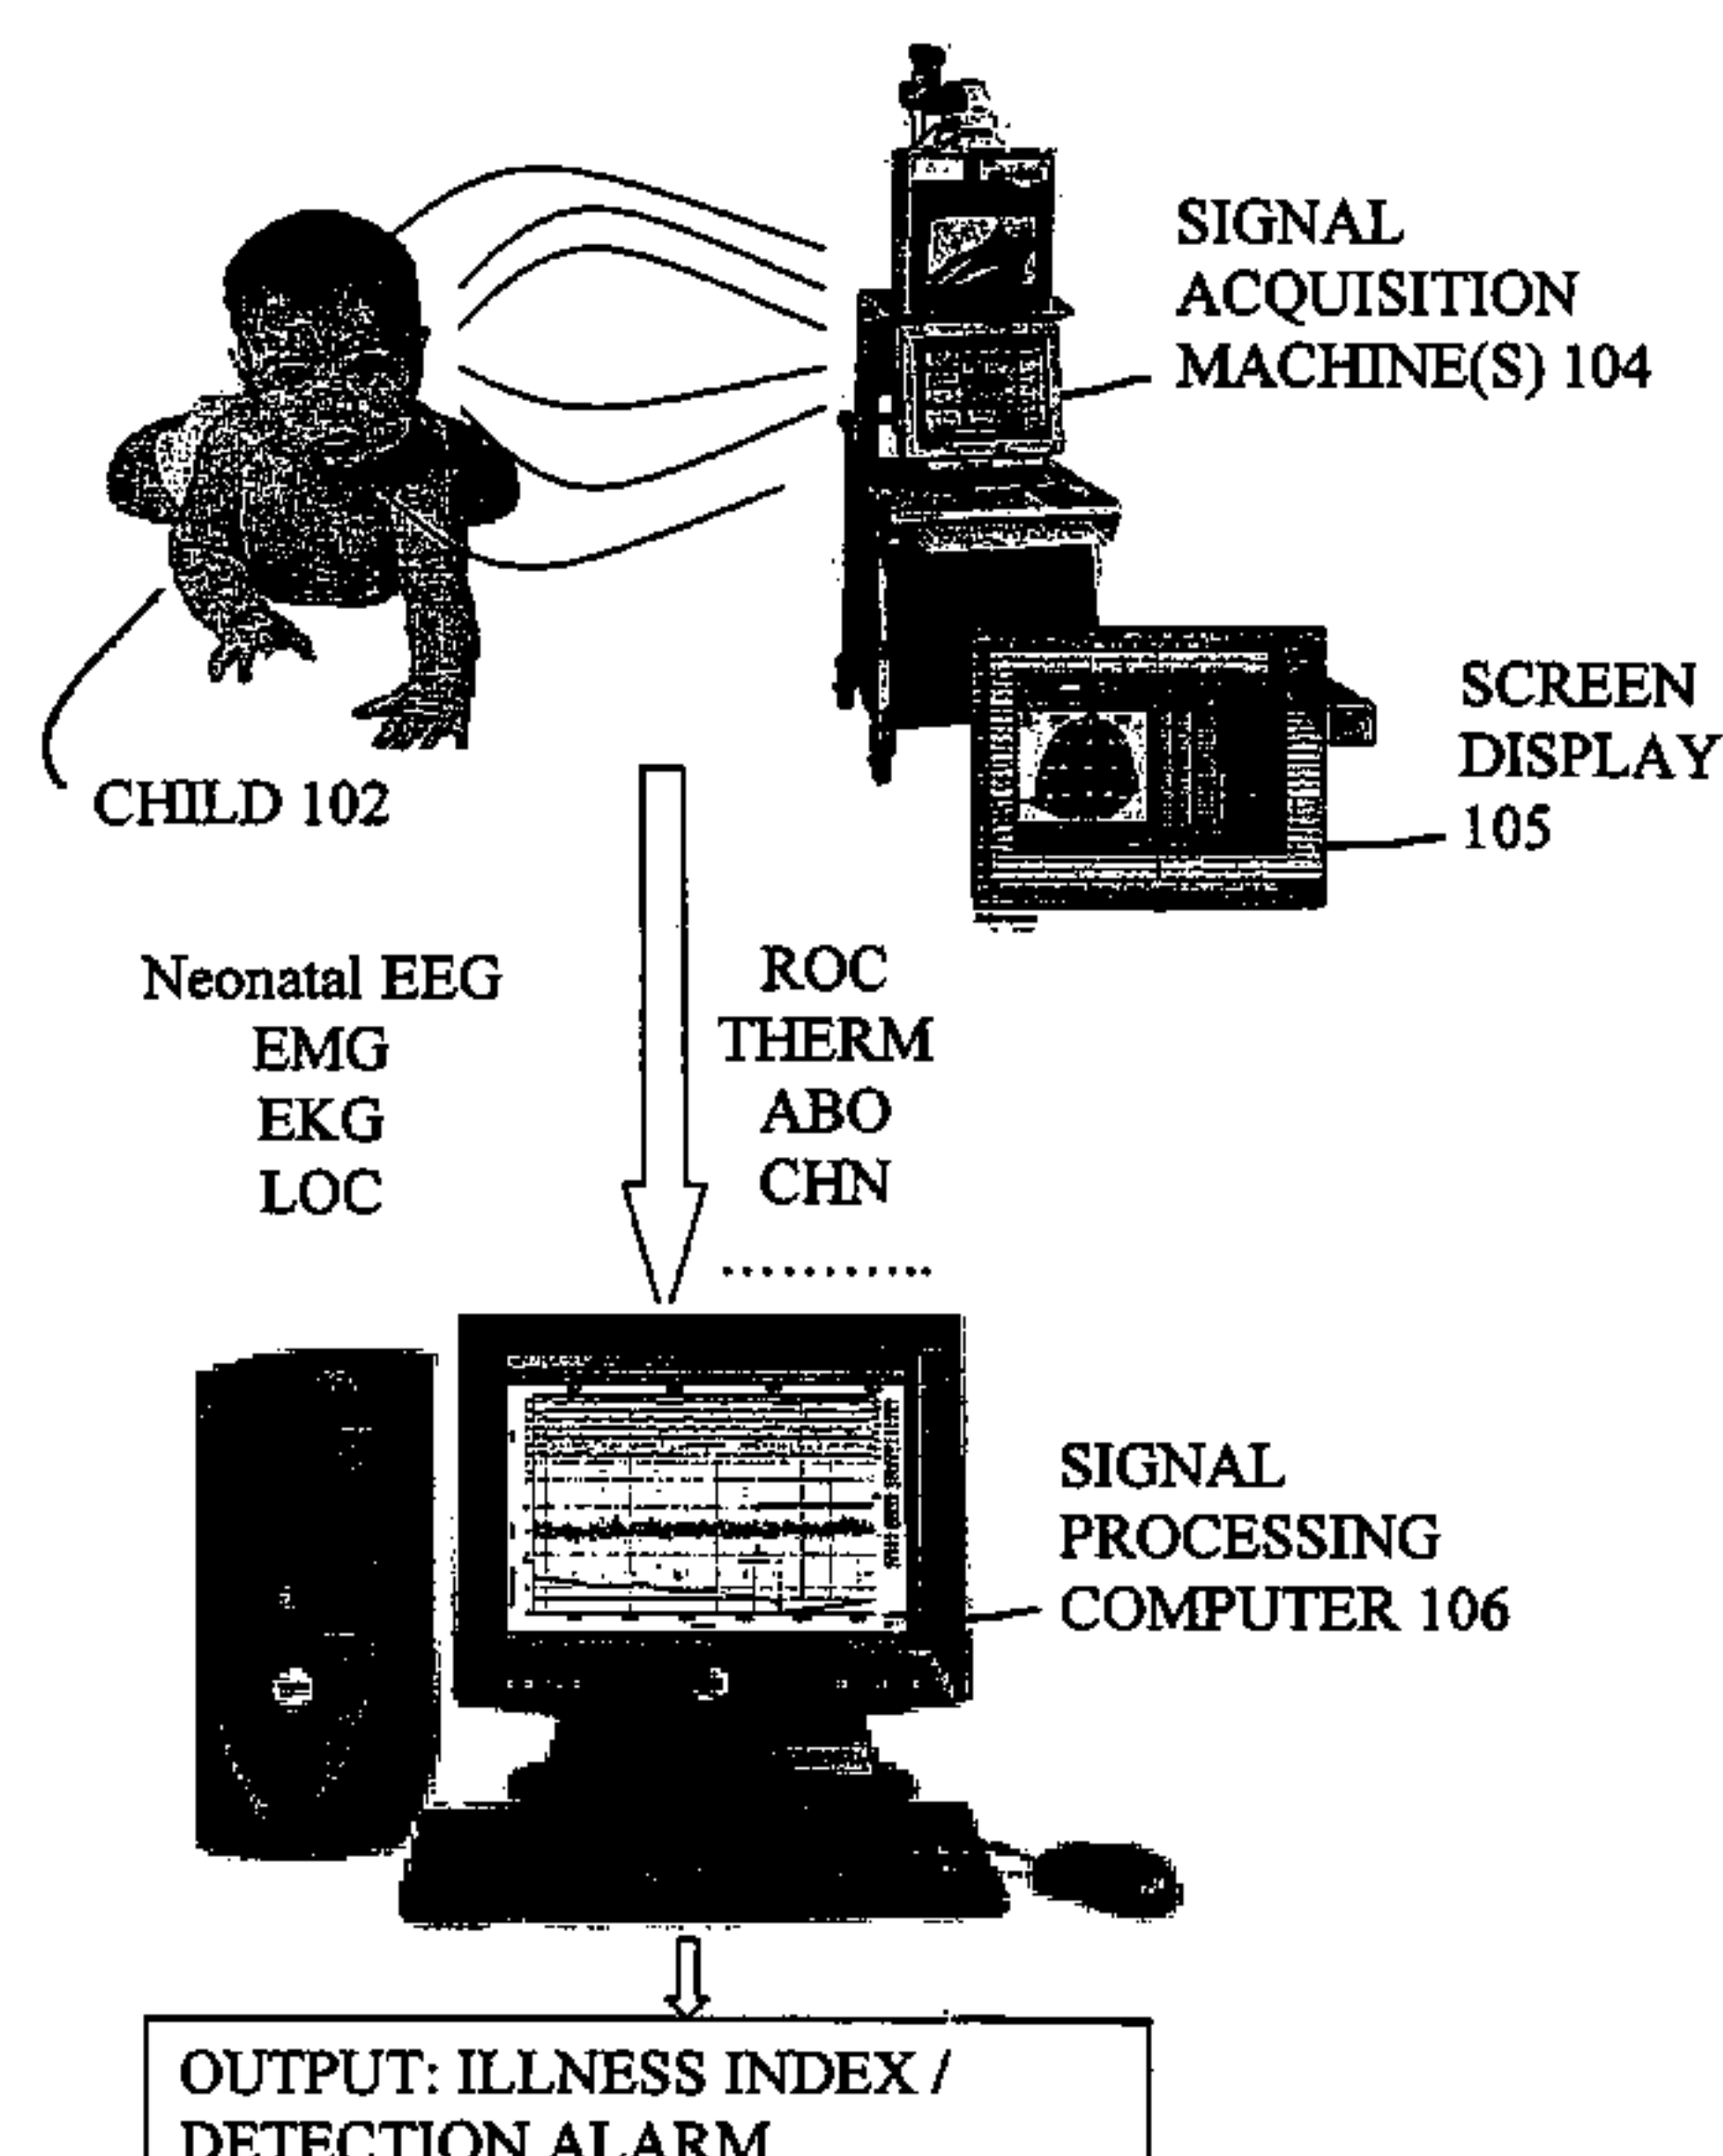 SIGNAL
ACQUISITION
MACHINE(S) 104
SCREEN
DISPLAY
105
CHILD 102
Neonatal EEG
EMG
EKG
LOC
ROC
THERM
ABO
CHN
...........
SIGNAL
PROCESSING
COMPUTER 106
OUTPUT: ILLNESS INDEX /
DETECTION ALARM